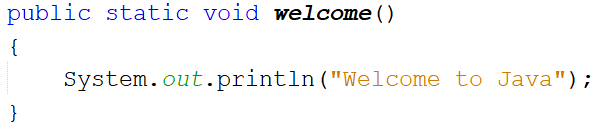 public static void welcome()
{
    System.out.println("Welcome to Java");
}